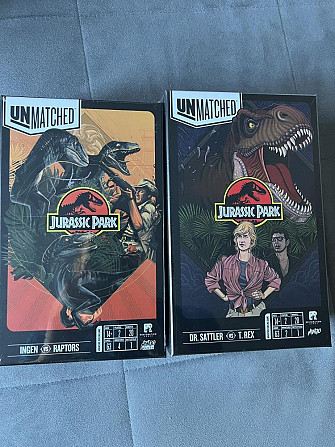 UNMATCHED
JURASSIC PARK
INGEN VS RAPTORS
UNMATCHED
JURASSIC PARK
DR. SATTLER VS T. REX